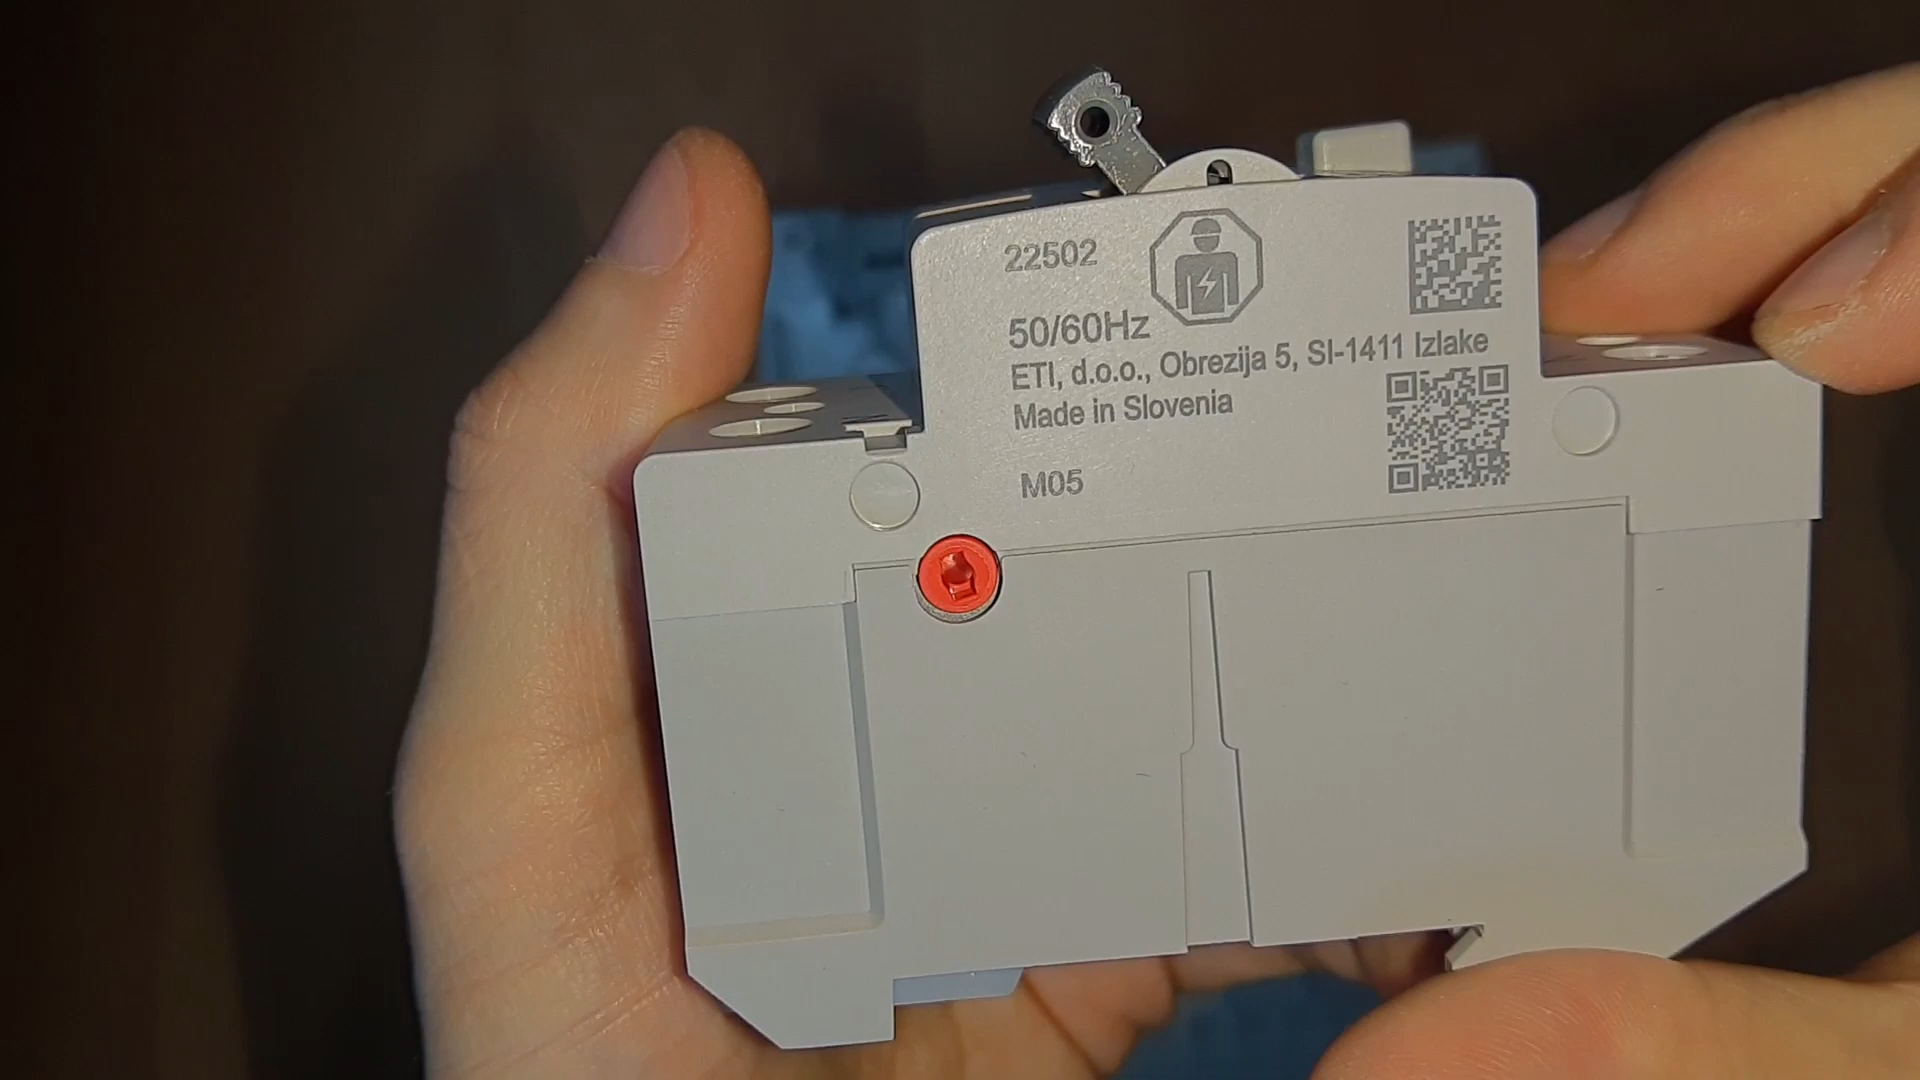 22502
50/60Hz
ETI, d.o.o., Obrezija 5, SI-1411 Izlake
Made in Slovenia
M05